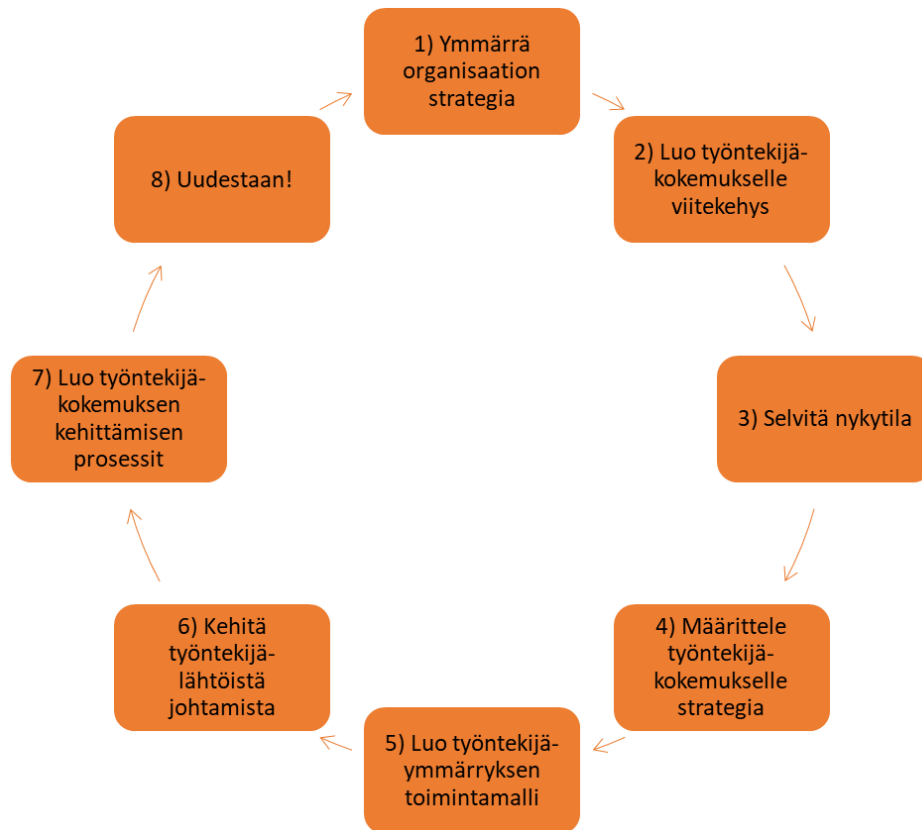 1) Ymmärrä
organisaation
strategia
2) Luo työntekijä-
kokemukselle
viitekehys
3) Selvitä nykytila
4) Määrittele
työntekijä-
kokemukselle
strategia
5) Luo työntekijä-
ymmärryksen
toimintamalli
6) Kehitä
työntekijä-
lähtöistä
johtamista
7) Luo työntekijä-
kokemuksen
kehittämisen
prosessit
8) Uudestaan!